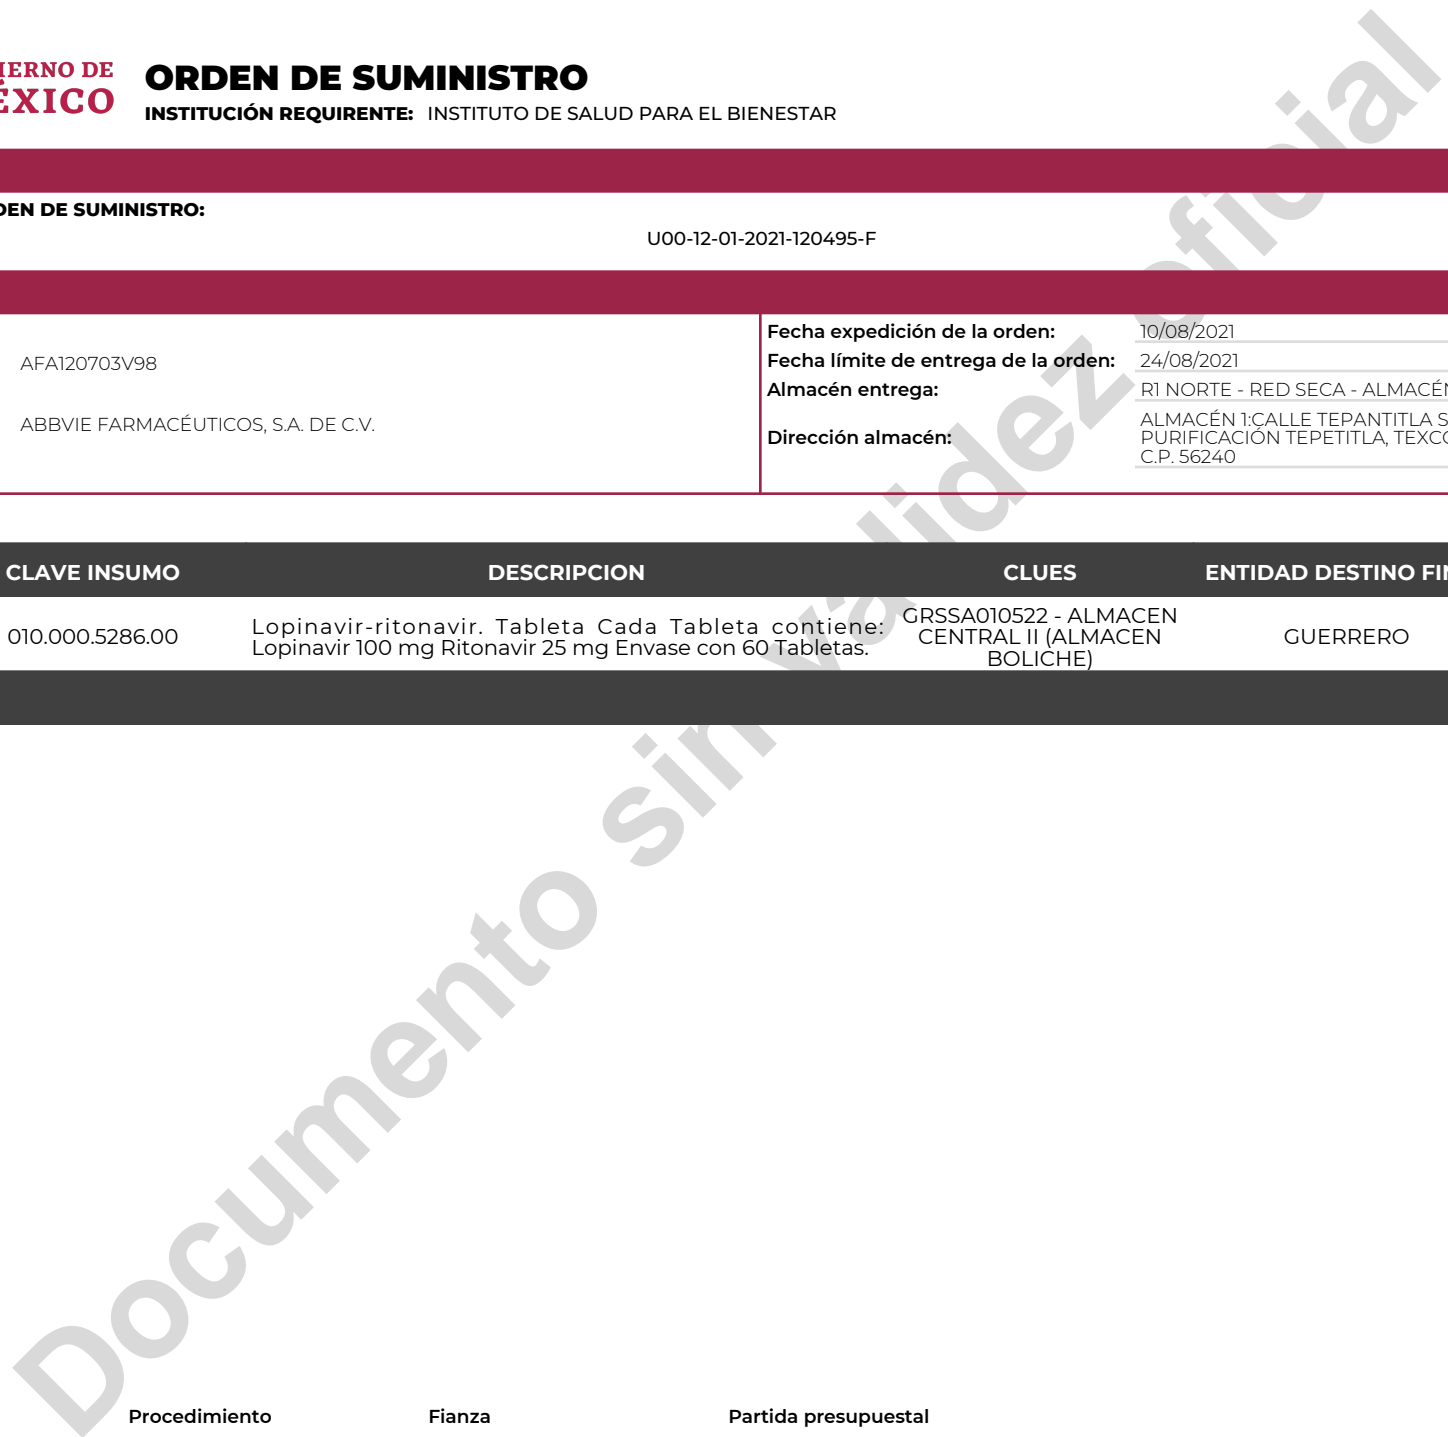 IERNO DE
ÉXICO
ORDEN DE SUMINISTRO
INSTITUCIÓN REQUIRENTE: INSTITUTO DE SALUD PARA EL BIENESTAR
DEN DE SUMINISTRO:
U00-12-01-2021-120495-F
AFA120703V98
ABBVIE FARMACÉUTICOS, S.A. DE C.V.
Fecha expedición de la orden: 10/08/2021
Fecha límite de entrega de la orden: 24/08/2021
Almacén entrega: R1 NORTE - RED SECA - ALMACÉN
Dirección almacén:
ALMACÉN 1:CALLE TEPANTITLA S
PURIFICACIÓN TEPETITLA, TEXCO
C.P. 56240
CLAVE INSUMO DESCRIPCION CLUES ENTIDAD DESTINO FIN
010.000.5286.00
Lopinavir-ritonavir. Tableta Cada Tableta contiene:
Lopinavir 100 mg Ritonavir 25 mg Envase con 60 Tabletas.
GRSSA010522 - ALMACEN
CENTRAL II (ALMACEN
BOLICHE)
GUERRERO
Documento sin validez oficial
Procedimiento Fianza Partida presupuestal